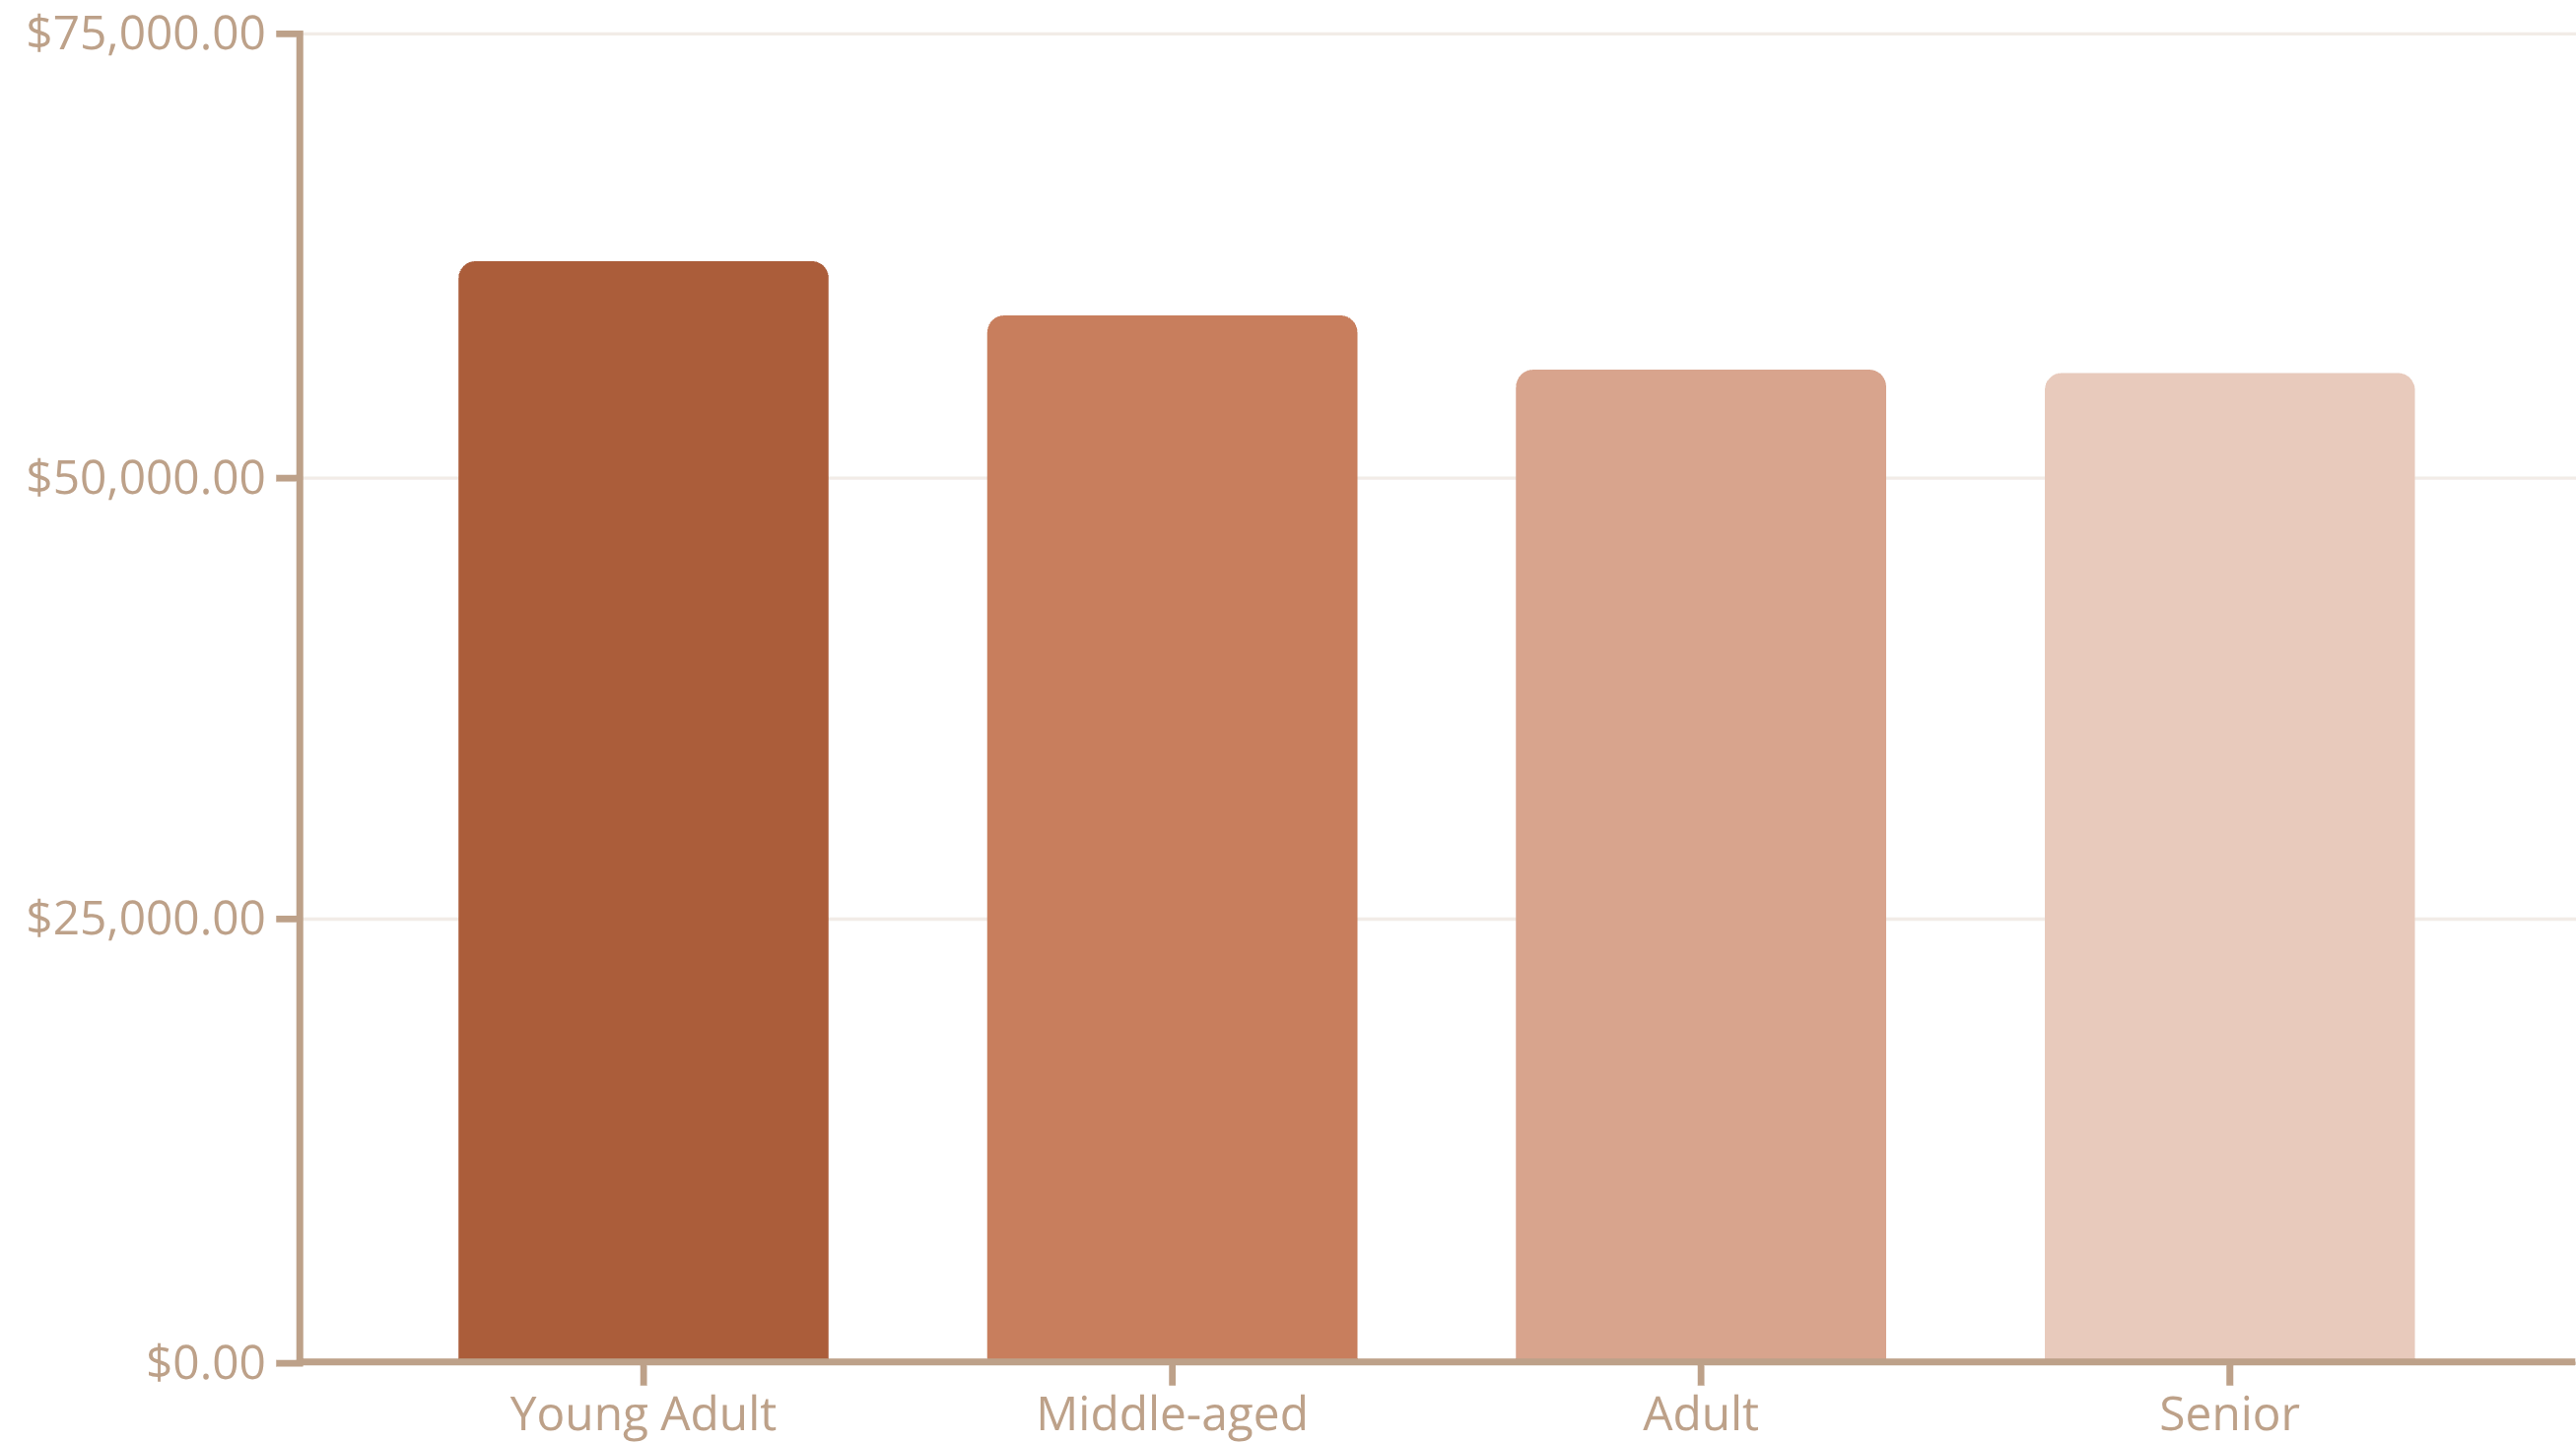 $75,000.00
$50,000.00
$25,000.00
$0.00
Young Adult
Middle-aged
Adult
Senior